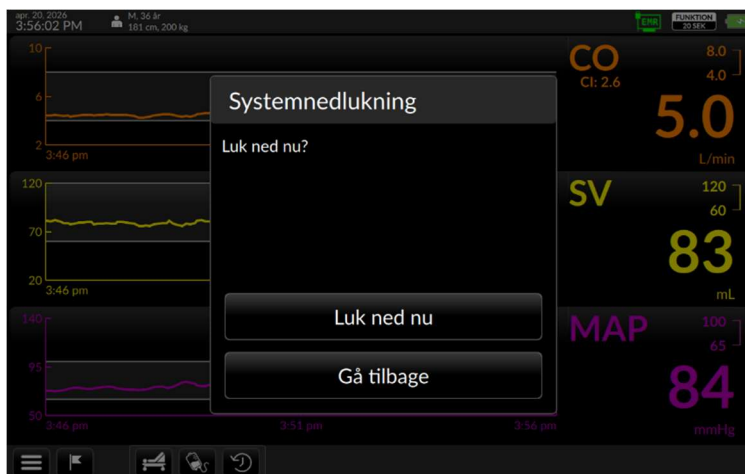 apr. 20, 2026
3:56:02 PM
M, 36 år
181 cm, 200 kg
EMR
FUNKTION
20 SEK
10
6
2
3:46 pm
CO
CI: 2.6
8.0
4.0
5.0
L/min
Systemnedlukning
Luk ned nu?
Luk ned nu
Gå tilbage
120
70
20
3:46 pm
SV
120
60
83
mL
140
95
50
3:46 pm
3:51 pm
3:56 pm
MAP
100
65
84
mmHg